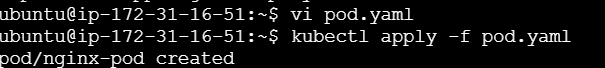 ubuntu@ip-172-31-16-51:~$ vi pod.yaml
ubuntu@ip-172-31-16-51:~$ kubectl apply -f pod.yaml
pod/nginx-pod created